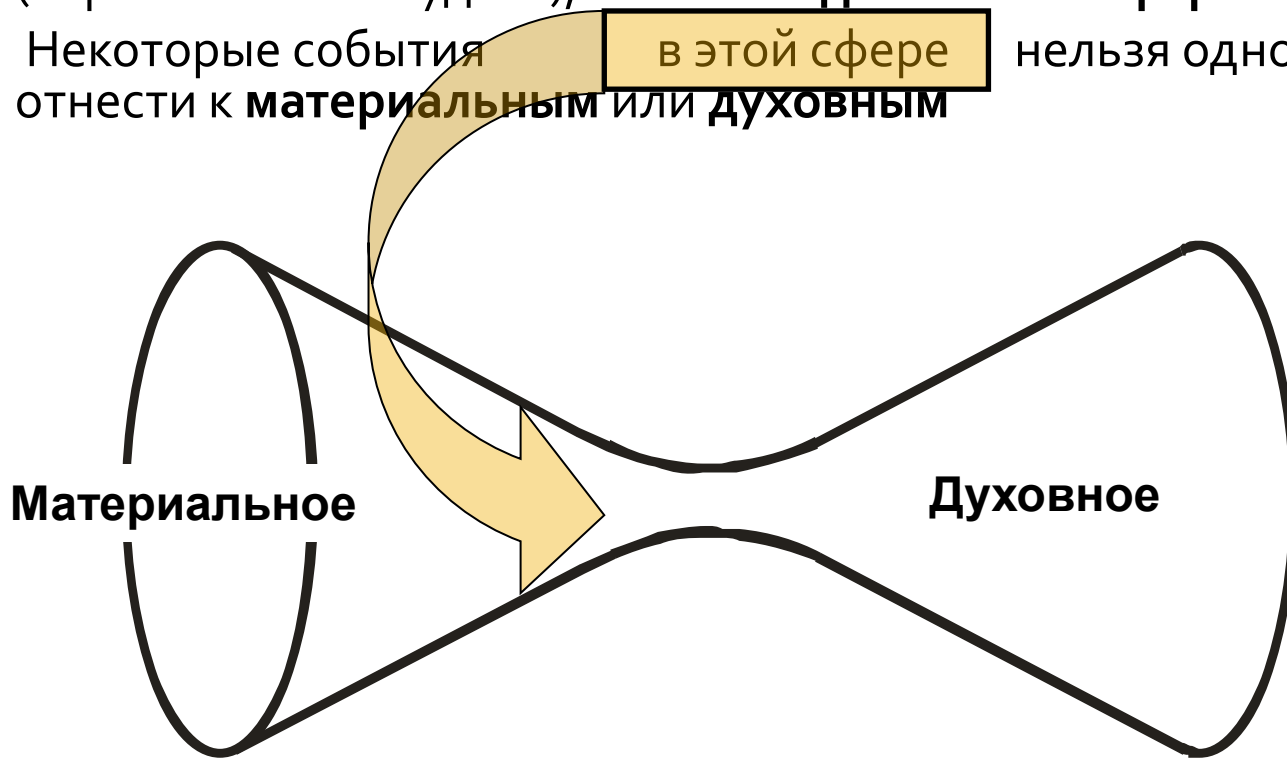 Некоторые события в этой сфере нельзя одно
отнести к материальным или духовным
Материальное
Духовное